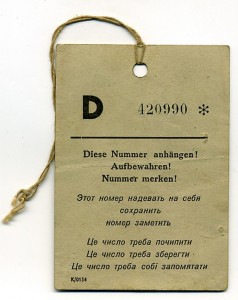 D 420990 *
Diese Nummer anhängen!
Aufbewahren!
Nummer merken!
Этот номер надевать на себя
сохранить
номер заметить
Це число треба почипити
Це число треба зберегти
Це число треба собі запомятати
K/0134